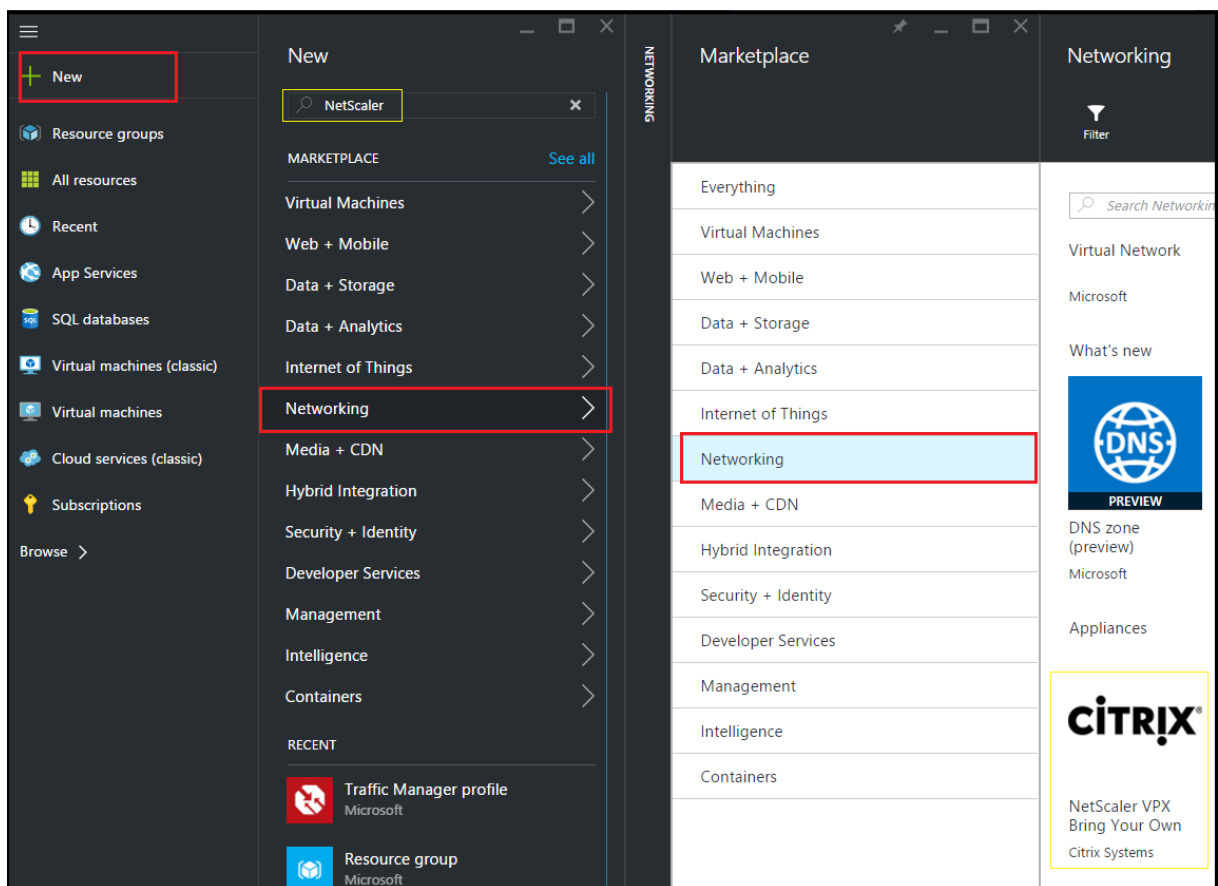 New
Resource groups
All resources
Recent
App Services
SQL databases
Virtual machines (classic)
Virtual machines
Cloud services (classic)
Subscriptions
Browse
New
NetScaler
MARKETPLACE
See all
Virtual Machines
Web + Mobile
Data + Storage
Data + Analytics
Internet of Things
Networking
Media + CDN
Hybrid Integration
Security + Identity
Developer Services
Management
Intelligence
Containers
RECENT
Traffic Manager profile
Microsoft
Resource group
Microsoft
NETWORKING
Marketplace
Everything
Virtual Machines
Web + Mobile
Data + Storage
Data + Analytics
Internet of Things
Networking
Media + CDN
Hybrid Integration
Security + Identity
Developer Services
Management
Intelligence
Containers
Networking
Filter
Search Networkin
Virtual Network
Microsoft
What's new
DNS
PREVIEW
DNS zone
(preview)
Microsoft
Appliances
CITRIX
NetScaler VPX
Bring Your Own
Citrix Systems